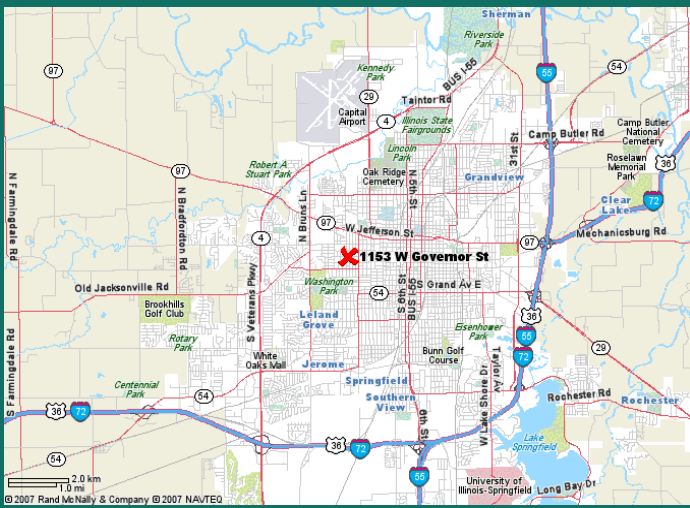 Sherman
Riverside
Park
55
97
Kennedy
Park
BUS I-55
54
29
Taintor Rd
Capital
Airport
4
Illinois State
Fairgrounds
31st St
Camp Butler Rd
Camp Butler
National
Cemetery
36
Lincoln
Park
Roselawn
Memorial
Park
Robert A
Stuart Park
97
Oak Ridge
Cemetery
N 5th St
Grandview
72
N Farmingdale Rd
N Bradfordton Rd
N Bruns Ln
Clear
Lake
97
W Jefferson St
4
97
Mechanicsburg Rd
1153 W Governor St
Washington
Park
Old Jacksonville Rd
S Veterans Pkwy
54
S 6th St
BUS I-55
S Grand Av E
Brookhills
Golf Club
Leland
Grove
36
Eisenhower
Park
55
Rotary
Park
29
S Farmingdale Rd
White
Oaks Mall
Jerome
Bunn Golf
Course
72
Taylor Av
Centennial
Park
54
Springfield
Southern
View
W Lake Shore Dr
Rochester Rd
Rochester
36
72
6th St
36
72
Lake
Springfield
54
55
University of
Illinois-Springfield
Long Bay Dr
2.0 km
1.0 mi
© 2007 Rand McNally & Company © 2007 NAVTEQ